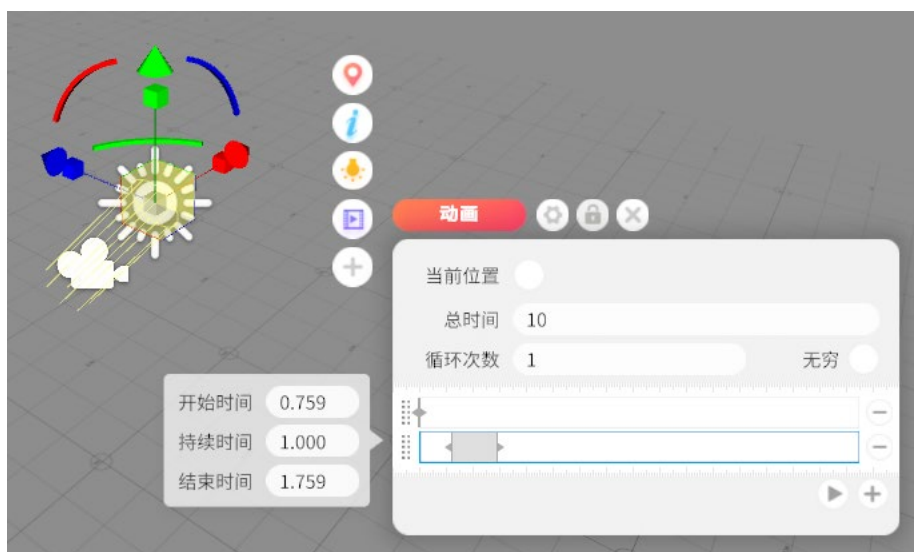 动画
当前位置
总时间 10
循环次数 1 无穷
开始时间 0.759
持续时间 1.000
结束时间 1.759